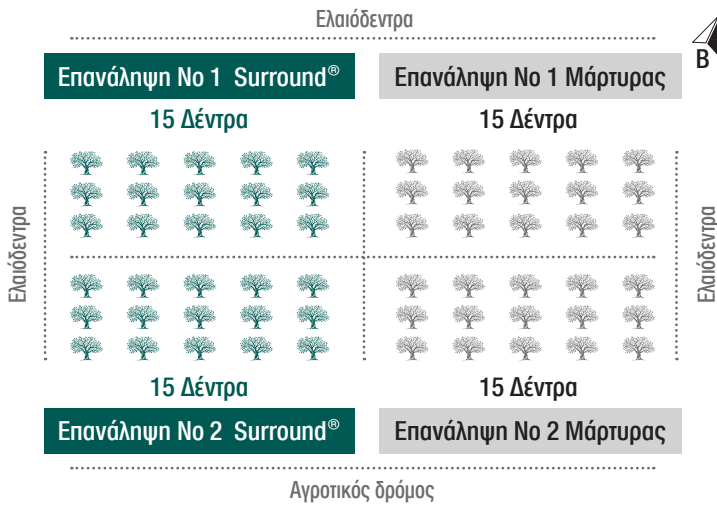 Ελαιόδεντρα
Β
Επανάληψη Νο 1 Surround®
Επανάληψη Νο 1 Μάρτυρας
15 Δέντρα
15 Δέντρα
Ελαιόδεντρα
Ελαιόδεντρα
15 Δέντρα
15 Δέντρα
Επανάληψη Νο 2 Surround®
Επανάληψη Νο 2 Μάρτυρας
Αγροτικός δρόμος